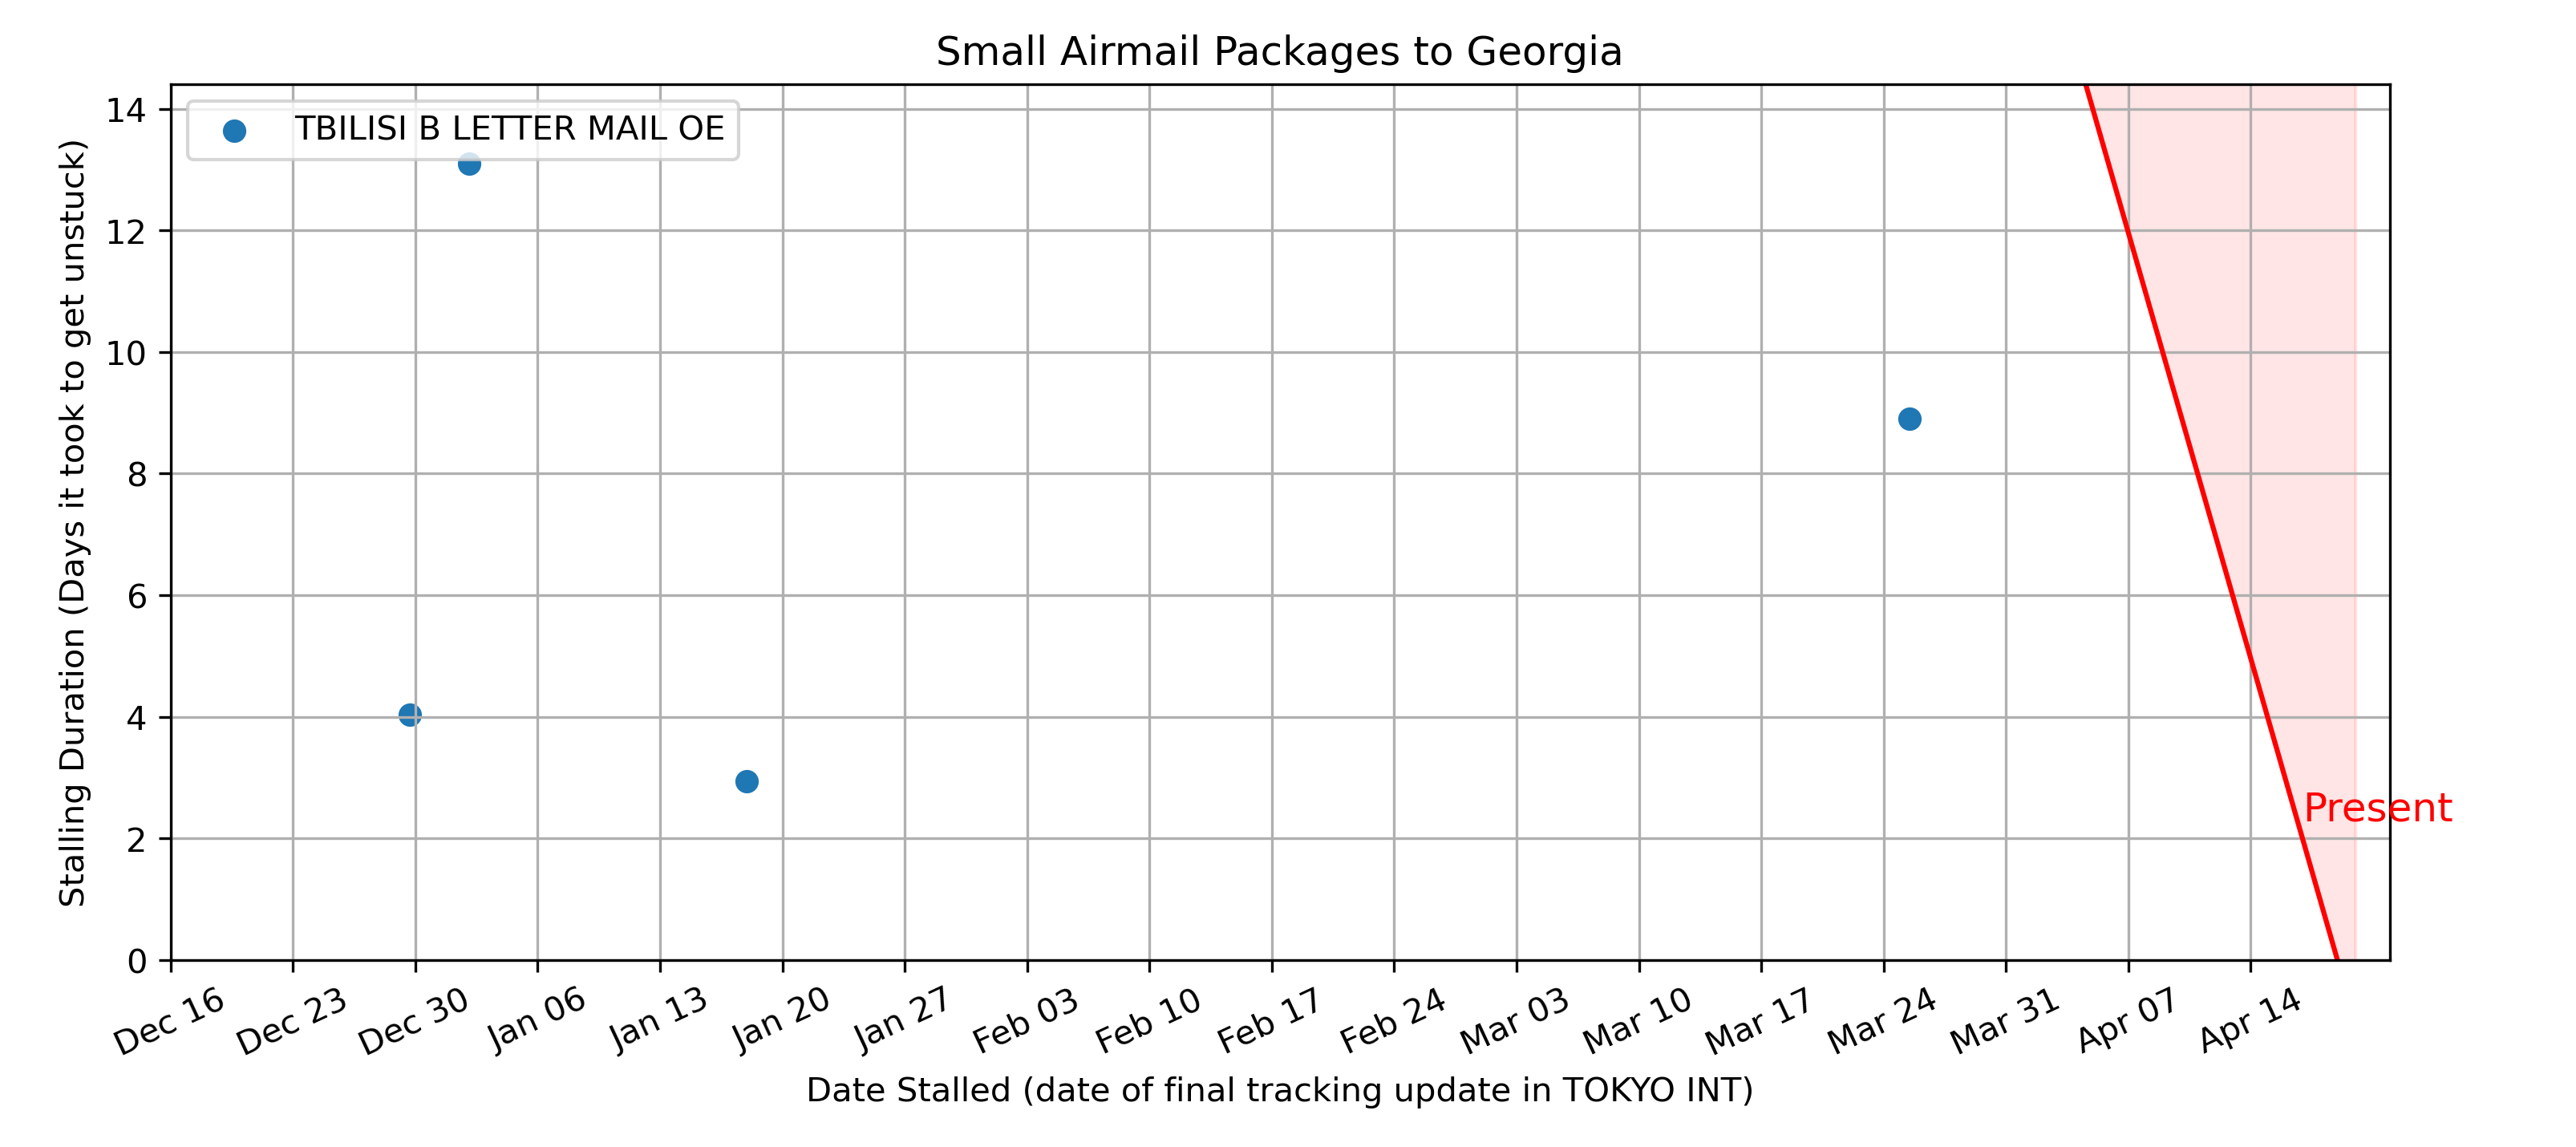 Small Airmail Packages to Georgia
TBILISI B LETTER MAIL OE
Stalling Duration (Days it took to get unstuck)
14
12
10
8
6
4
2
0
Present
Dec 16
Dec 23
Dec 30
Jan 06
Jan 13
Jan 20
Jan 27
Feb 03
Feb 10
Feb 17
Feb 24
Mar 03
Mar 10
Mar 17
Mar 24
Mar 31
Apr 07
Apr 14
Date Stalled (date of final tracking update in TOKYO INT)